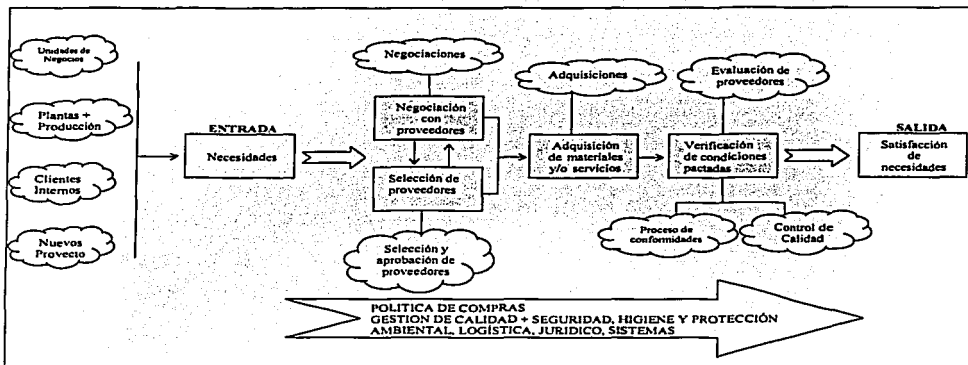 Unidades de
Negocios
Plantas +
Producción
Clientes
Internos
Nuevos
Proyecto
ENTRADA
Necesidades
Negociaciones
Negociación
con
proveedores
Selección de
proveedores
Selección y
aprobación de
proveedores
Adquisiciones
Adquisición
de materiales
y/o servicios
Evaluación de
proveedores
Verificación
de condiciones
pactadas
Proceso de
conformidades
Control de
Calidad
SALIDA
Satisfacción
de
necesidades
POLITICA DE COMPRAS
GESTION DE CALIDAD + SEGURIDAD, HIGIENE Y PROTECCIÓN
AMBIENTAL, LOGÍSTICA, JURIDICO, SISTEMAS